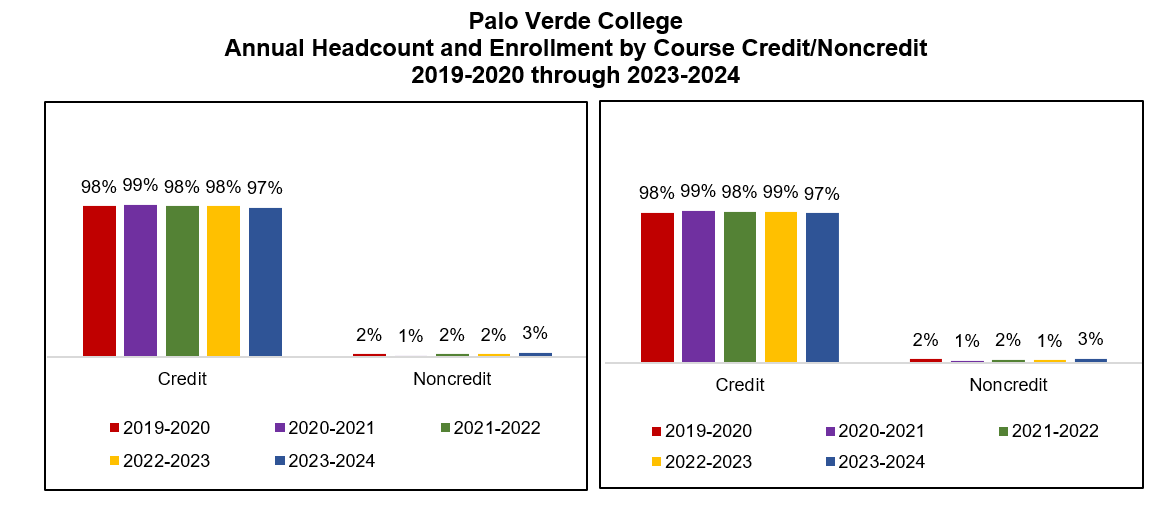 Palo Verde College
Annual Headcount and Enrollment by Course Credit/Noncredit
2019-2020 through 2023-2024
98% 99% 98% 98% 97%
2% 1% 2% 2% 3%
Credit Noncredit
2019-2020 2020-2021 2021-2022
2022-2023 2023-2024
98% 99% 98% 99% 97%
2% 1% 2% 1% 3%
Credit Noncredit
2019-2020 2020-2021 2021-2022
2022-2023 2023-2024